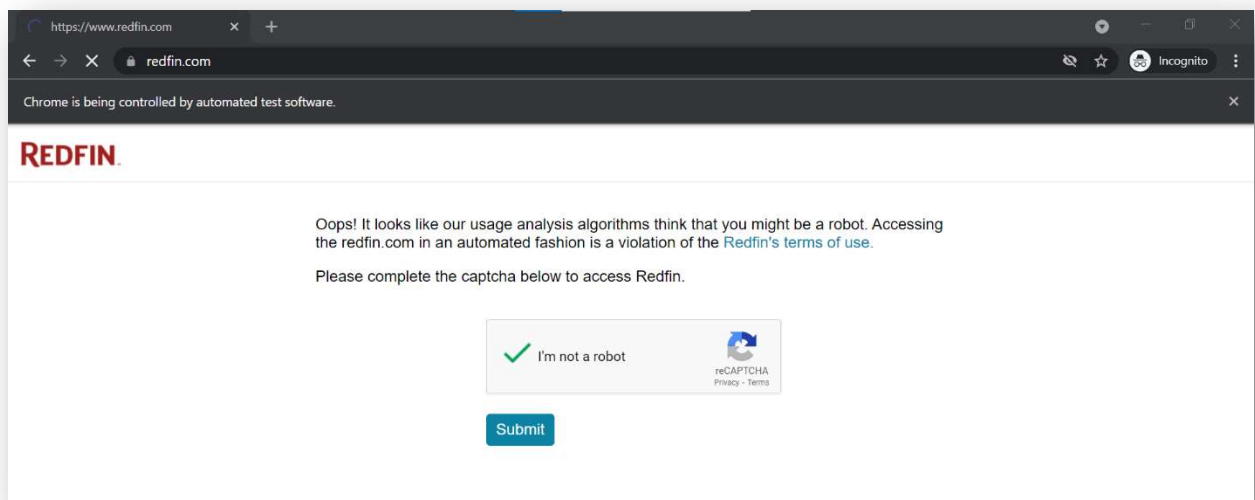 https://www.redfin.com
redfin.com
Incognito
Chrome is being controlled by automated test software.
REDFIN.
Oops! It looks like our usage analysis algorithms think that you might be a robot. Accessing
the redfin.com in an automated fashion is a violation of the Redfin's terms of use.
Please complete the captcha below to access Redfin.
I'm not a robot
reCAPTCHA
Privacy - Terms
Submit